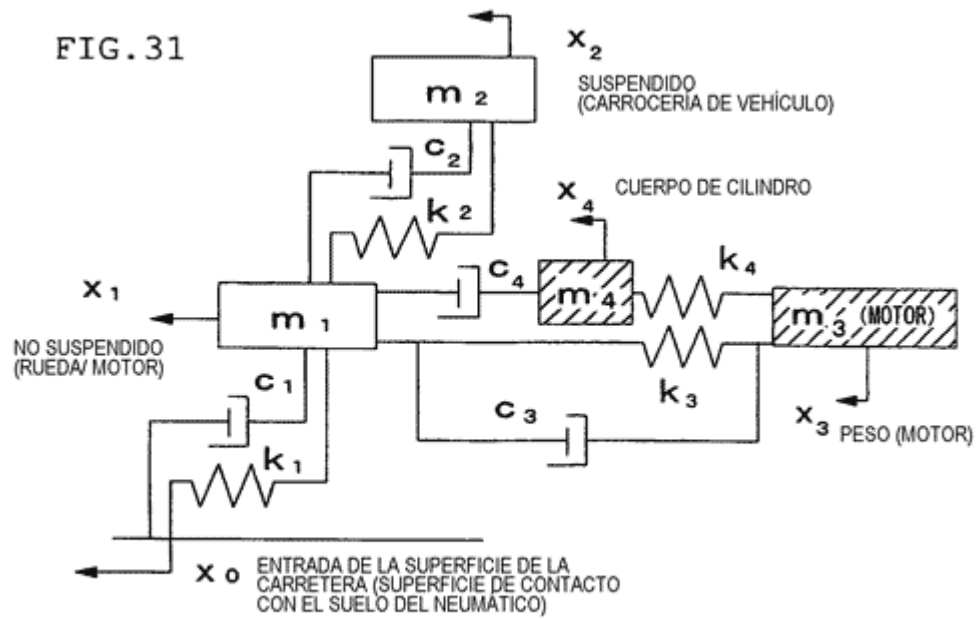 FIG.31
x2
SUSPENDIDO
(CARROCERÍA DE VEHÍCULO)
m2
c2
k2
x4
CUERPO DE CILINDRO
c4
m4
k4
m3 (MOTOR)
x1
m1
NO SUSPENDIDO
(RUEDA/ MOTOR)
k3
c1
c3
x3 PESO (MOTOR)
k1
x0 ENTRADA DE LA SUPERFICIE DE LA
CARRETERA (SUPERFICIE DE CONTACTO
CON EL SUELO DEL NEUMÁTICO)